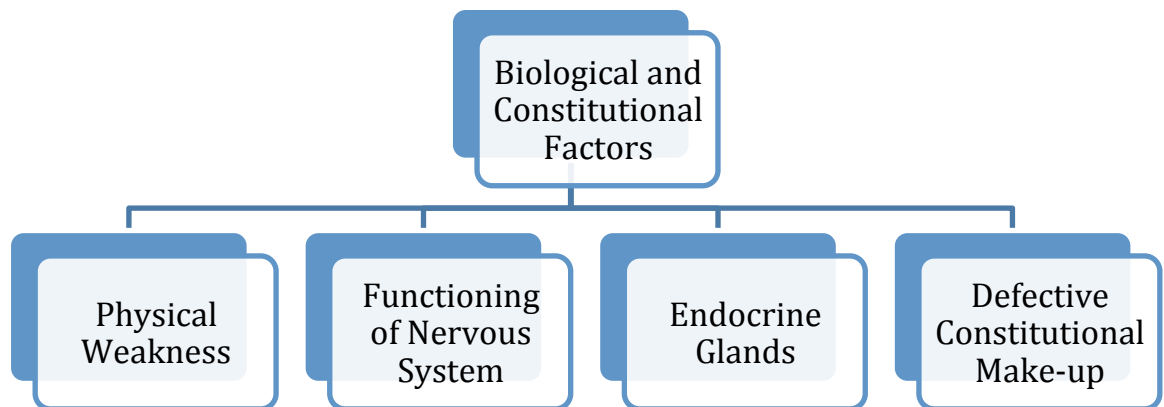 Biological and
Constitutional
Factors
Physical
Weakness
Functioning
of Nervous
System
Endocrine
Glands
Defective
Constitutional
Make-up